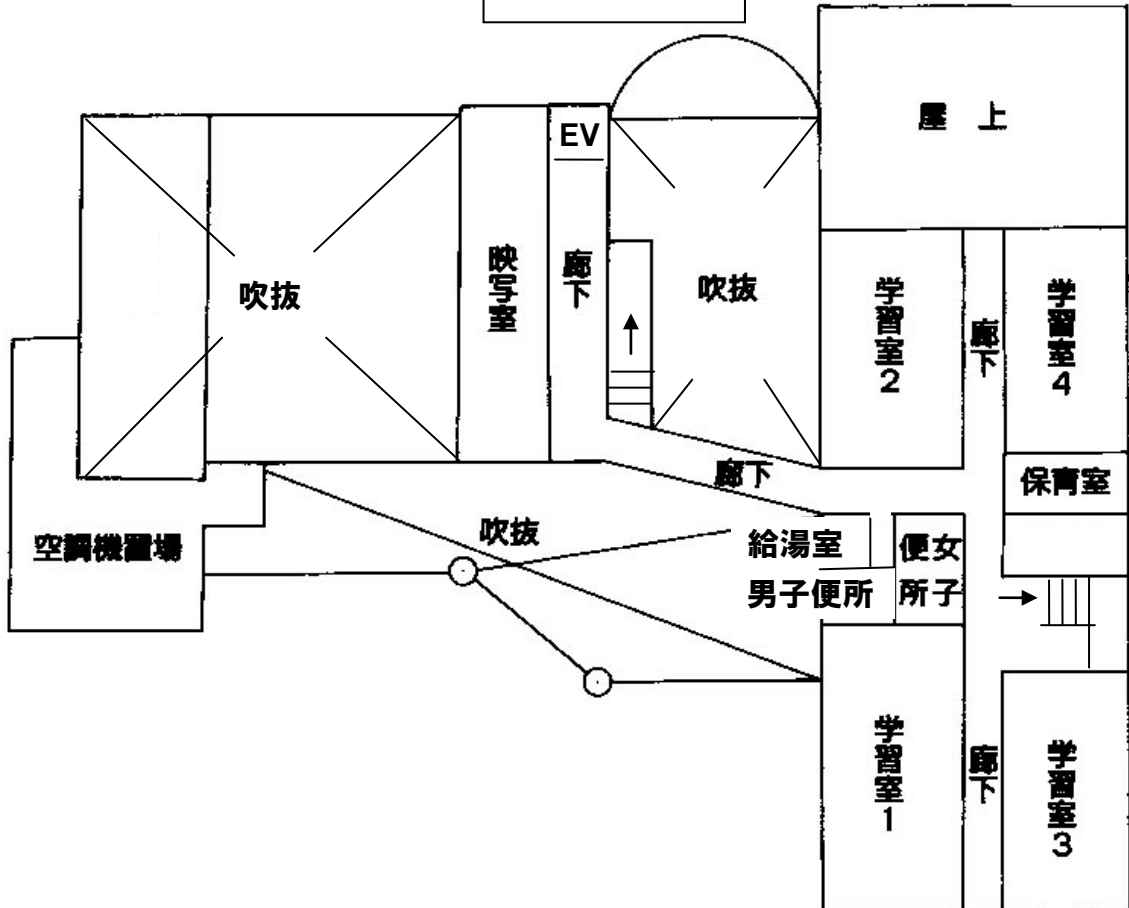 屋 上
EV
映写室
廊下
吹抜
吹抜
学習室2
廊下
学習室4
廊下
保育室
空調機置場
吹抜
給湯室
男子便所
女子便所
学習室1
廊下
学習室3